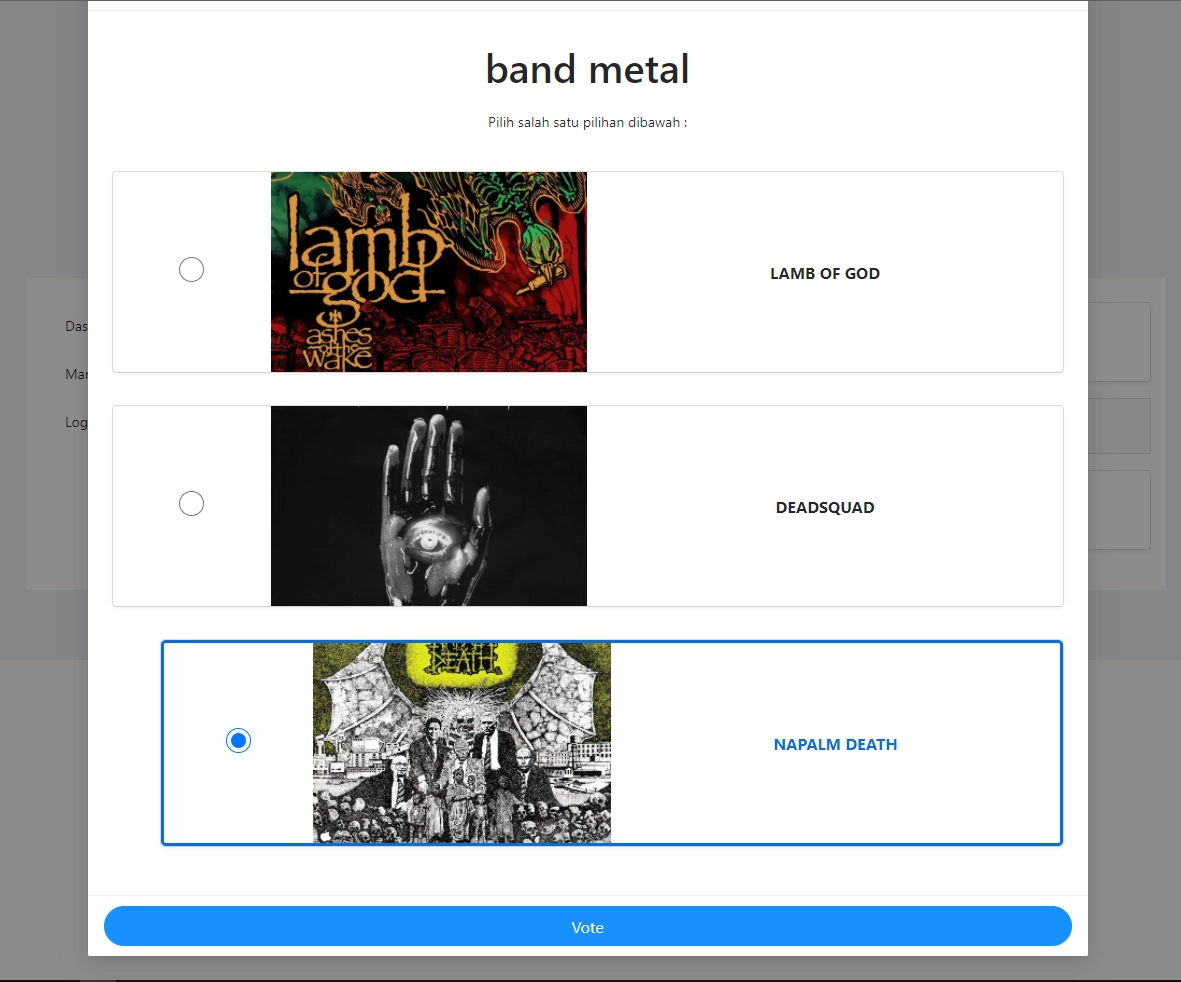 band metal
Pilih salah satu pilihan dibawah :
lamb
of god
ashes
of the
wake
LAMB OF GOD
DEADSQUAD
DEATH
NAPALM DEATH
Vote
Das
Mar
Log